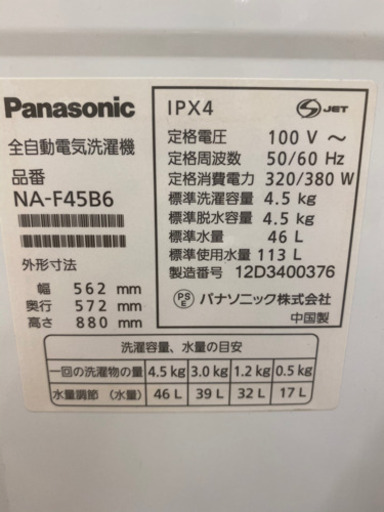 Panasonic
全自動電気洗濯機
品番
NA-F45B6
外形寸法
幅 562 mm
奥行 572 mm
高さ 880 mm
IPX4
S JET
定格電圧 100 V ～
定格周波数 50/60 Hz
定格消費電力 320/380 W
標準洗濯容量 4.5 kg
標準脱水容量 4.5 kg
標準水量 46 L
標準使用水量 113 L
製造番号 12D3400376
PSE パナソニック株式会社
中国製
洗濯容量、水量の目安
一回の洗濯物の量 4.5 kg 3.0 kg 1.2 kg 0.5 kg
水量調節（水量） 46 L 39 L 32 L 17 L